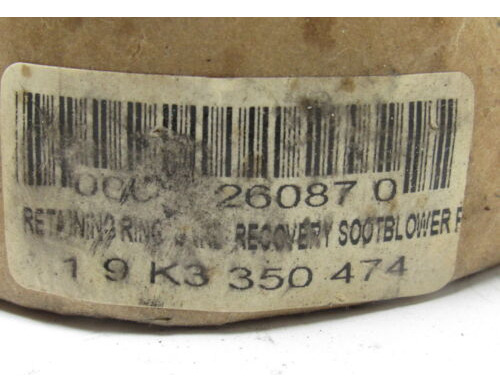 26087 0
RETAINING RING RECOVERY SOOTBLOWER
1 9 K3 350 474